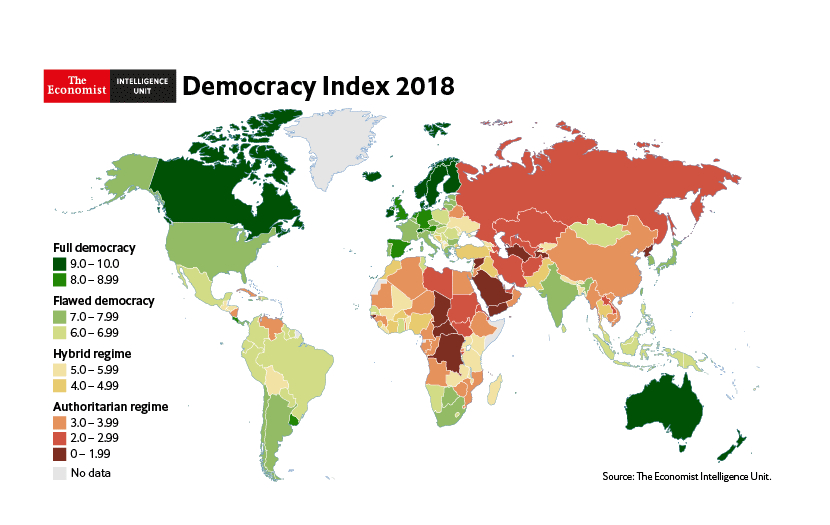 The
Economist
INTELLIGENCE
UNIT
Democracy Index 2018
Full democracy
9.0 – 10.0
8.0 – 8.99
Flawed democracy
7.0 – 7.99
6.0 – 6.99
Hybrid regime
5.0 – 5.99
4.0 – 4.99
Authoritarian regime
3.0 – 3.99
2.0 – 2.99
0 – 1.99
No data
Source: The Economist Intelligence Unit.